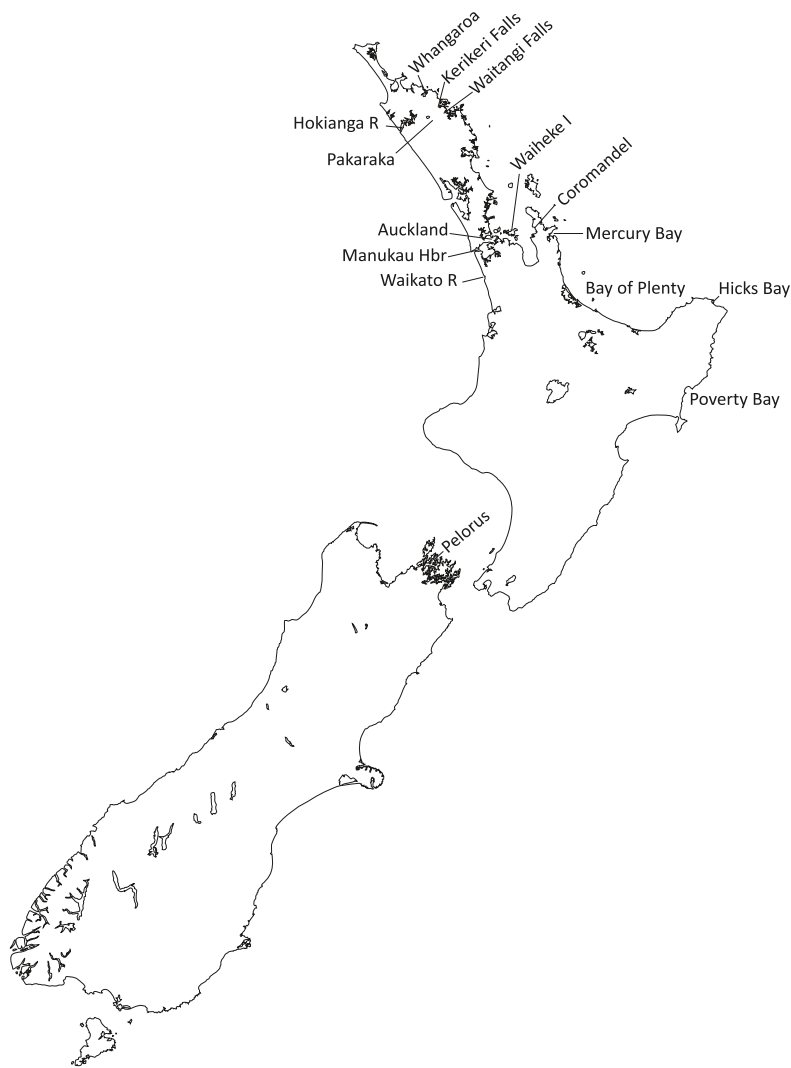 Whangaroa
Kerikeri Falls
Waitangi Falls
Hokianga R
Pakaraka
Waiheke I
Coromandel
Auckland
Mercury Bay
Manukau Hbr
Waikato R
Bay of Plenty
Hicks Bay
Poverty Bay
Pelorus